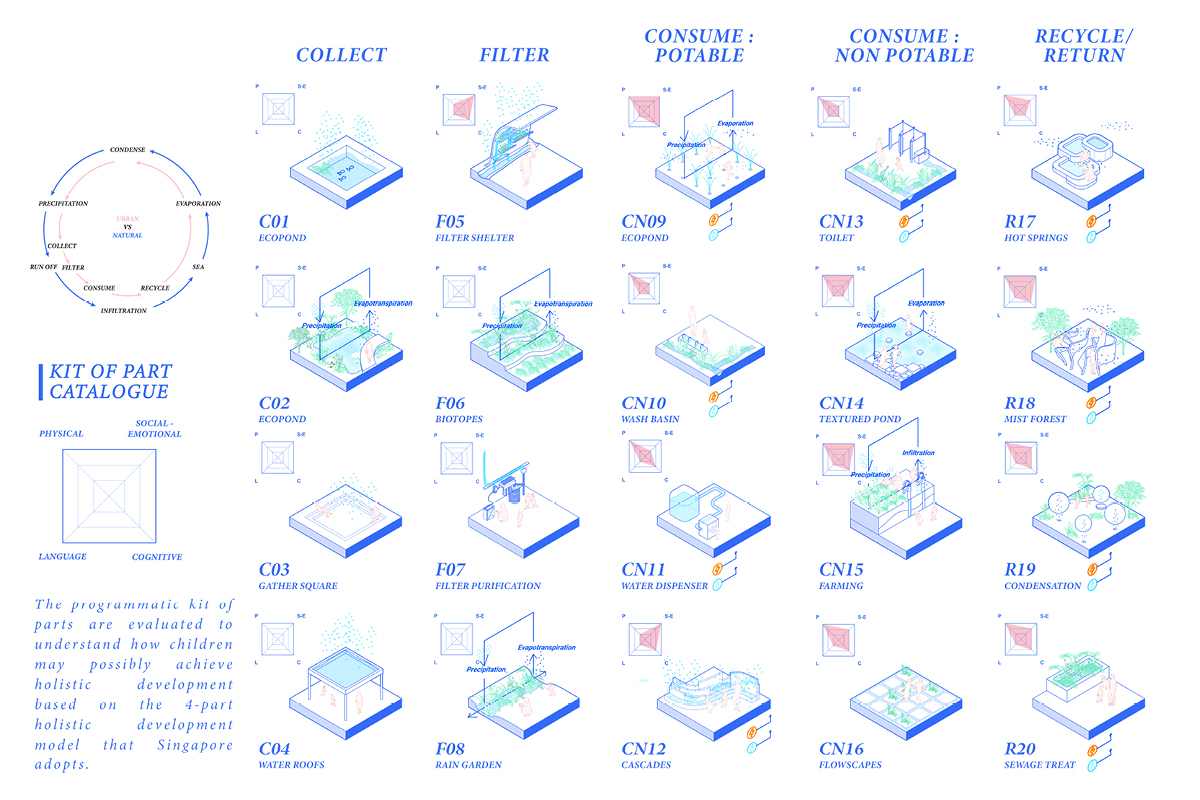 COLLECT
FILTER
CONSUME :
POTABLE
CONSUME :
NON POTABLE
RECYCLE/
RETURN
CONDENSE
PRECIPITATION
EVAPORATION
URBAN
VS
NATURAL
COLLECT
RUN OFF
FILTER
SEA
CONSUME
RECYCLE
INFILTRATION
KIT OF PART
CATALOGUE
PHYSICAL
SOCIAL -
EMOTIONAL
LANGUAGE
COGNITIVE
The programmatic kit of
parts are evaluated to
understand how children
may possibly achieve
holistic development
based on the 4-part
holistic development
model that Singapore
adopts.
P S-E
L C
C01
ECOPOND
P S-E
L C
F05
FILTER SHELTER
P S-E
L C
Precipitation
Evaporation
CN09
ECOPOND
P S-E
L C
CN13
TOILET
P S-E
L C
R17
HOT SPRINGS
P S-E
L C
Precipitation
Evapotranspiration
C02
ECOPOND
P S-E
L C
Precipitation
Evapotranspiration
F06
BIOTOPES
P S-E
L C
CN10
WASH BASIN
P S-E
L C
Precipitation
Evaporation
CN14
TEXTURED POND
P S-E
L C
R18
MIST FOREST
P S-E
L C
C03
GATHER SQUARE
P S-E
L C
F07
FILTER PURIFICATION
P S-E
L C
CN11
WATER DISPENSER
P S-E
L C
Precipitation
Infiltration
CN15
FARMING
P S-E
L C
R19
CONDENSATION
P S-E
L C
C04
WATER ROOFS
P S-E
L C
Precipitation
Evapotranspiration
F08
RAIN GARDEN
P S-E
L C
CN12
CASCADES
P S-E
L C
CN16
FLOWSCAPES
P S-E
L C
R20
SEWAGE TREAT